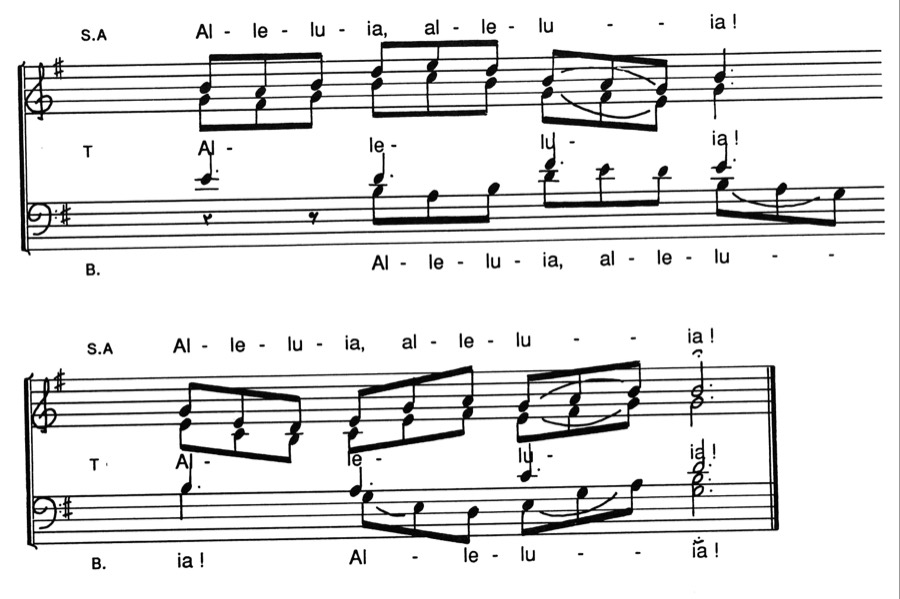 S.A Al - le - lu - ia, al - le - lu - - ia !
T Al - le - lu - ia !
B. Al - le - lu - ia, al - le - lu - -
S.A Al - le - lu - ia, al - le - lu - - ia !
T Al - le - lu - ia !
B. ia ! Al - le - lu - - ia !